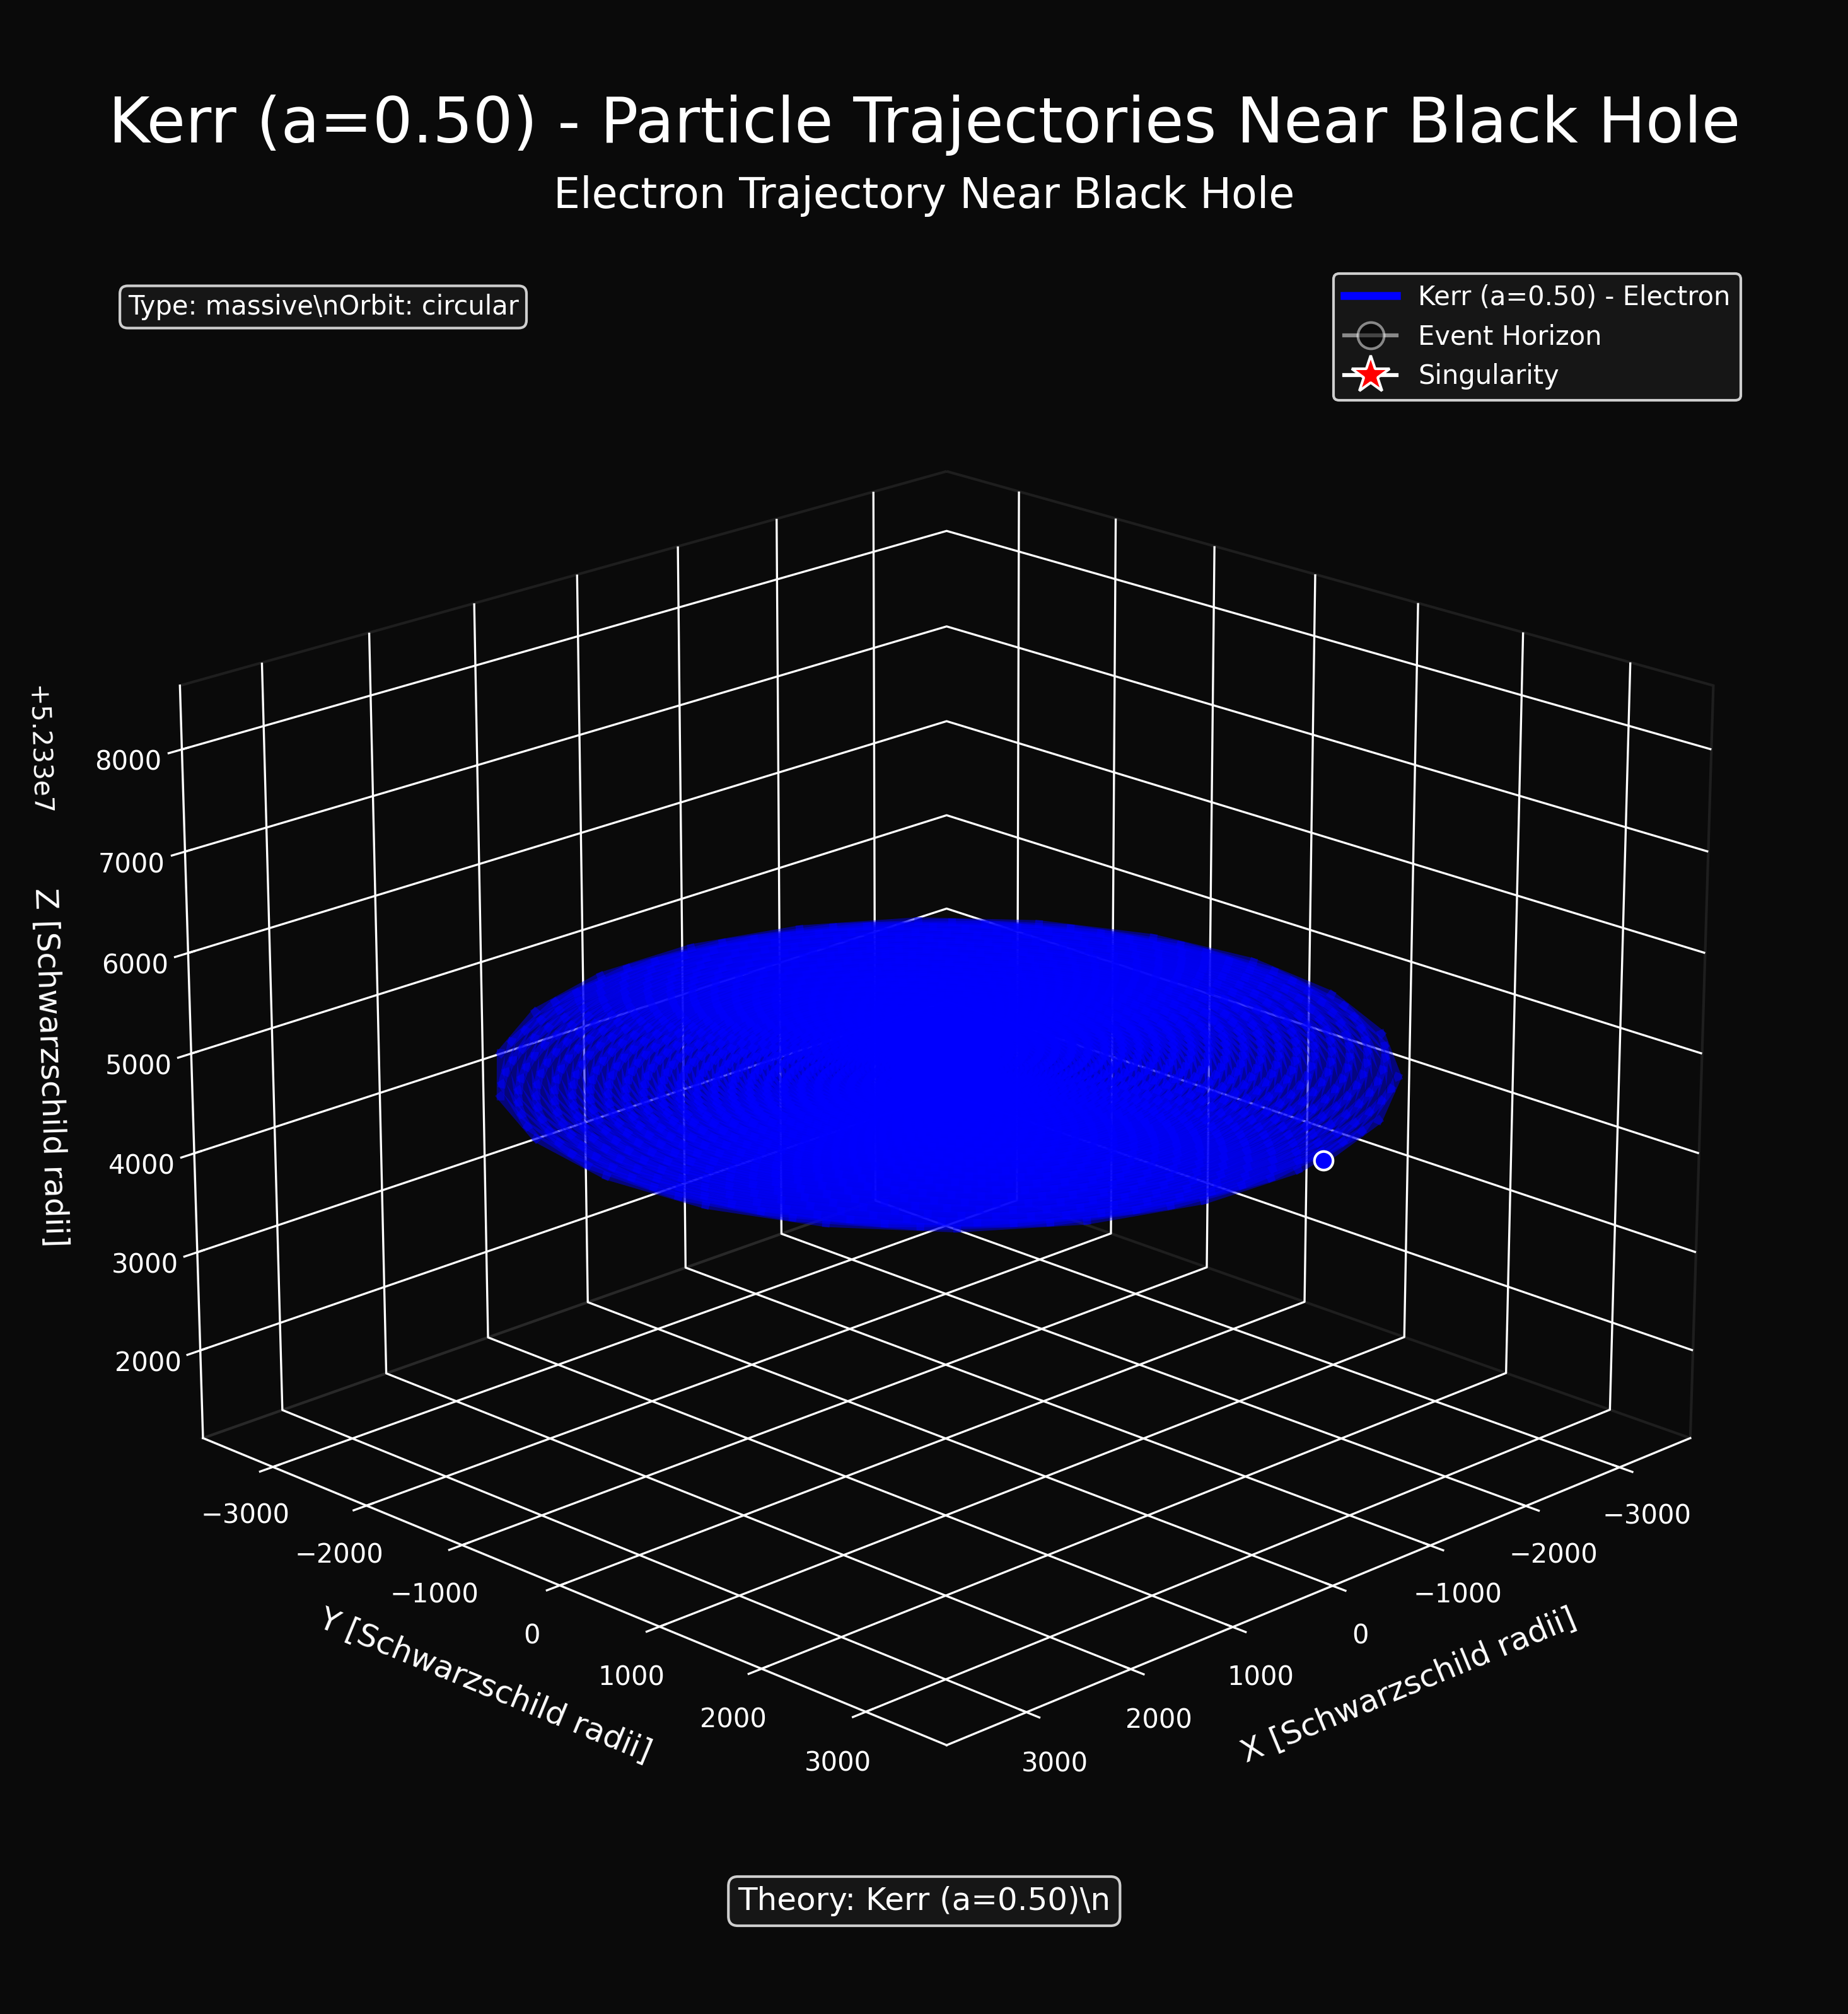 Kerr (a=0.50) - Particle Trajectories Near Black Hole
Electron Trajectory Near Black Hole
Type: massive\nOrbit: circular
Kerr (a=0.50) - Electron
Event Horizon
Singularity
+5.233e7
Z [Schwarzschild radii]
8000
7000
6000
5000
4000
3000
2000
−3000
−2000
−1000
0
1000
2000
3000
Y [Schwarzschild radii]
−3000
−2000
−1000
0
1000
2000
3000
X [Schwarzschild radii]
Theory: Kerr (a=0.50)\n